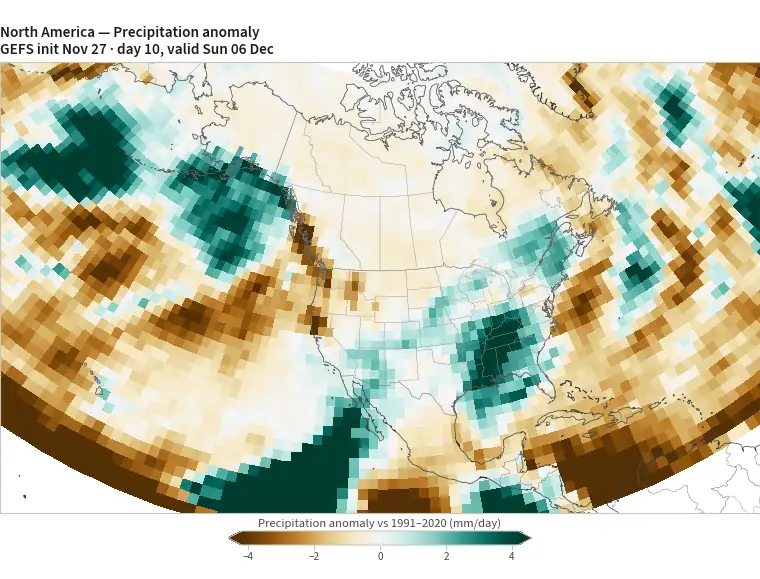 North America — Precipitation anomaly
GEFS init Nov 27 · day 10, valid Sun 06 Dec
Precipitation anomaly vs 1991–2020 (mm/day)
−4 −2 0 2 4